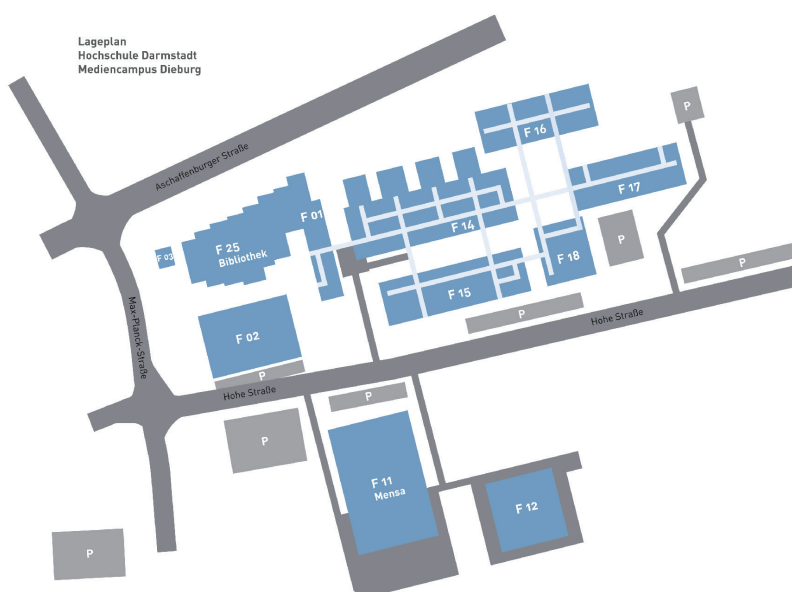 Lageplan
Hochschule Darmstadt
Mediencampus Dieburg
P
F 16
Aschaffenburger Straße
F 17
F 01
F 14
P
F 25
Bibliothek
F 03
F 18
P
F 15
P
Max-Planck-Straße
Hohe Straße
F 02
P
Hohe Straße
P
P
F 11
Mensa
F 12
P